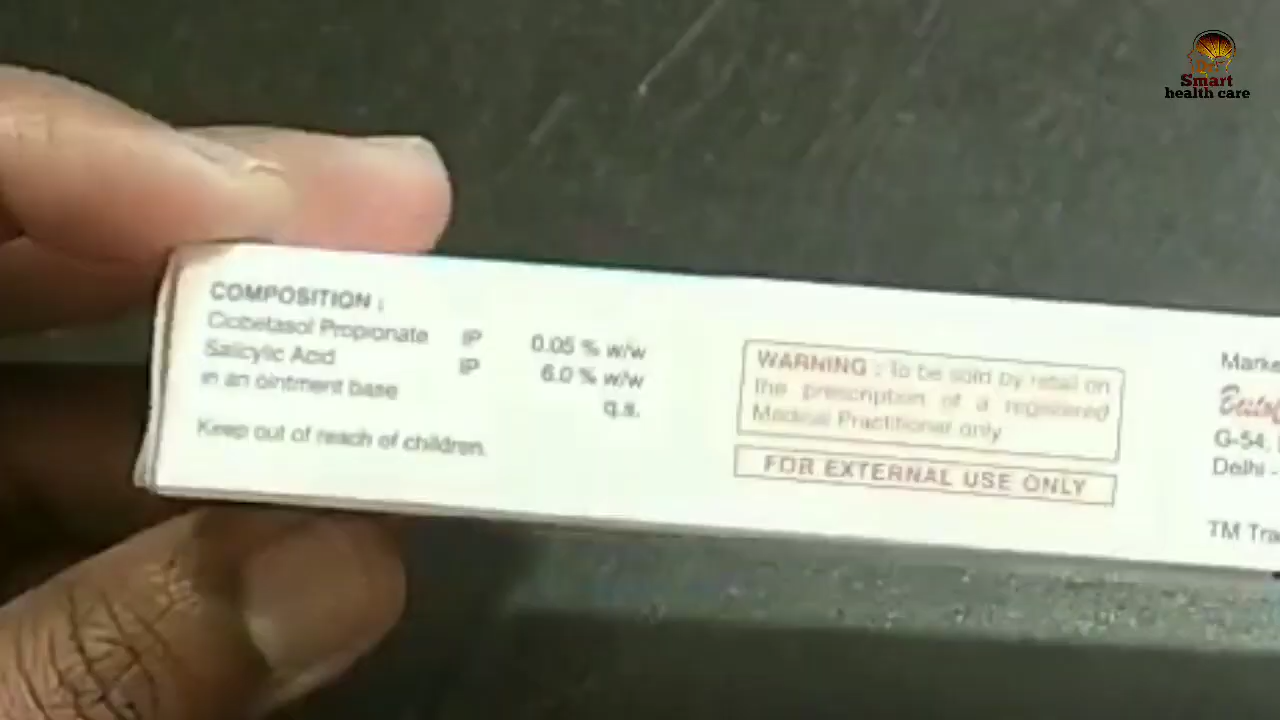 Smart
health care
COMPOSITION :
Clobetasol Propionate IP 0.05 % w/w
Salicylic Acid IP 6.0 % w/w
in an ointment base q.s.
Keep out of reach of children.
WARNING : To be sold by retail on
the prescription of a registered
Medical Practitioner only
FOR EXTERNAL USE ONLY
Marke
G-54,
Delhi -
TM Tra